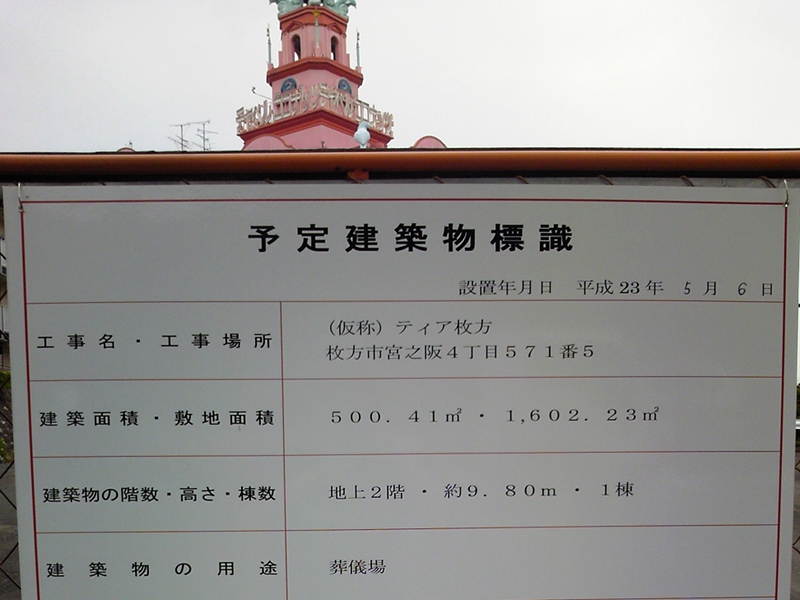 予定建築物標識
設置年月日 平成23年 5月 6日
工事名・工事場所
（仮称）ティア枚方
枚方市宮之阪４丁目５７１番５
建築面積・敷地面積
５００．４１㎡ ・ １,６０２．２３㎡
建築物の階数・高さ・棟数
地上２階 ・ 約９．８０ｍ ・ １棟
建築物の用途
葬儀場